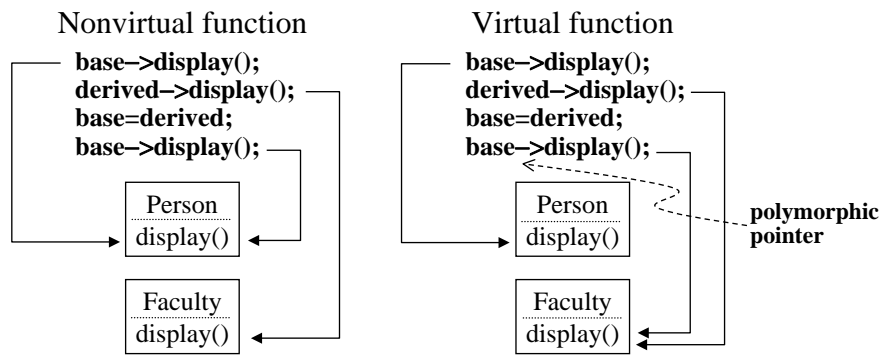 Nonvirtual function
base−>display();
derived−>display();
base=derived;
base−>display();
Person
display()
Faculty
display()
Virtual function
base−>display();
derived−>display();
base=derived;
base−>display();
Person
display()
Faculty
display()
polymorphic
pointer